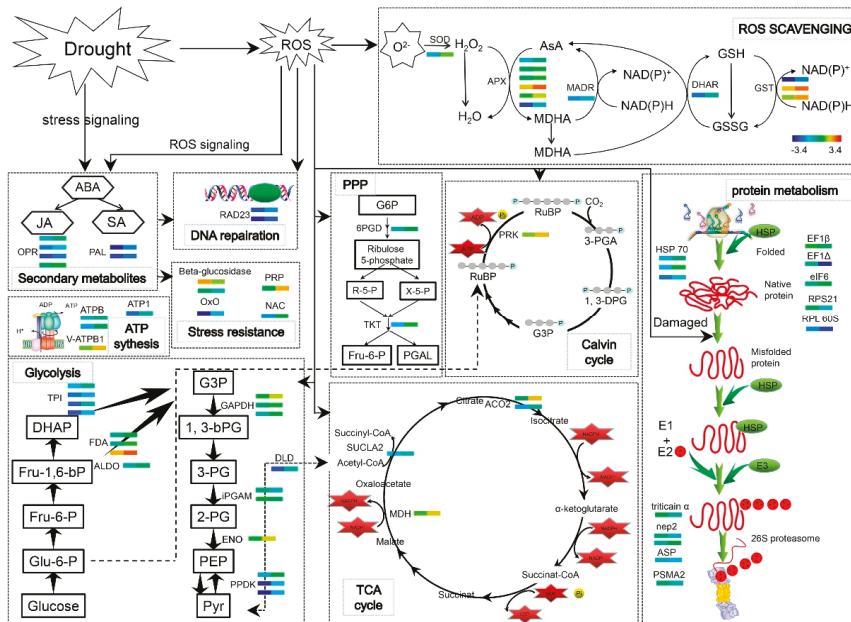 Drought
ROS
stress signaling
ROS signaling
ROS SCAVENGING
O²⁻
SOD
H₂O₂
H₂O
APX
AsA
MDHA
MDHA
MADR
NAD(P)⁺
NAD(P)H
DHAR
GSH
GSSG
GST
NAD(P)⁺
NAD(P)H
-3.4
3.4
ABA
JA
SA
OPR
PAL
Secondary metabolites
RAD23
DNA repairation
Beta-glucosidase
PRP
OxO
NAC
Stress resistance
ADP
ATP
H⁺
ATPB
ATP1
V-ATPB1
ATP
sythesis
PPP
G6P
6PGD
Ribulose
5-phosphate
R-5-P
X-5-P
TKT
Fru-6-P
PGAL
P
P
RuBP
CO₂
ADP
Pi
PRK
3-PGA
P
RuBP
P
P
1, 3-DPG
P
G3P
P
Calvin
cycle
protein metabolism
HSP
Folded
HSP 70
EF1β
EF1Δ
eIF6
RPS21
RPL 60S
Native
protein
Damaged
Misfolded
protein
HSP
HSP
E1
+
E2
E3
triticain α
nep2
ASP
PSMA2
26S proteasome
Glycolysis
TPI
DHAP
FDA
ALDO
Fru-1,6-bP
Fru-6-P
Glu-6-P
Glucose
G3P
GAPDH
1, 3-bPG
3-PG
iPGAM
2-PG
ENO
PEP
PPDK
Pyr
DLD
Citrate
ACO2
Isocitrate
Succinyl-CoA
SUCLA2
Acetyl-CoA
Oxaloacetate
MDH
Malate
α-ketoglutarate
Succinat-CoA
Succinat
Pi
TCA
cycle